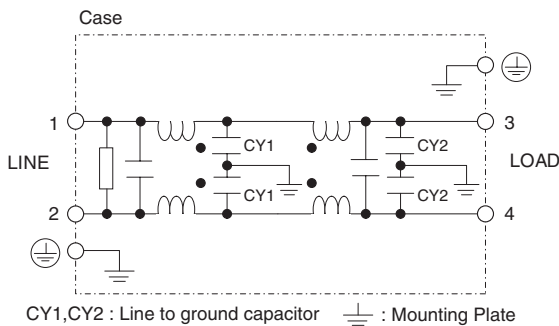 Case
1
3
LINE
CY1
CY2
LOAD
CY1
CY2
2
4
CY1,CY2 : Line to ground capacitor
: Mounting Plate